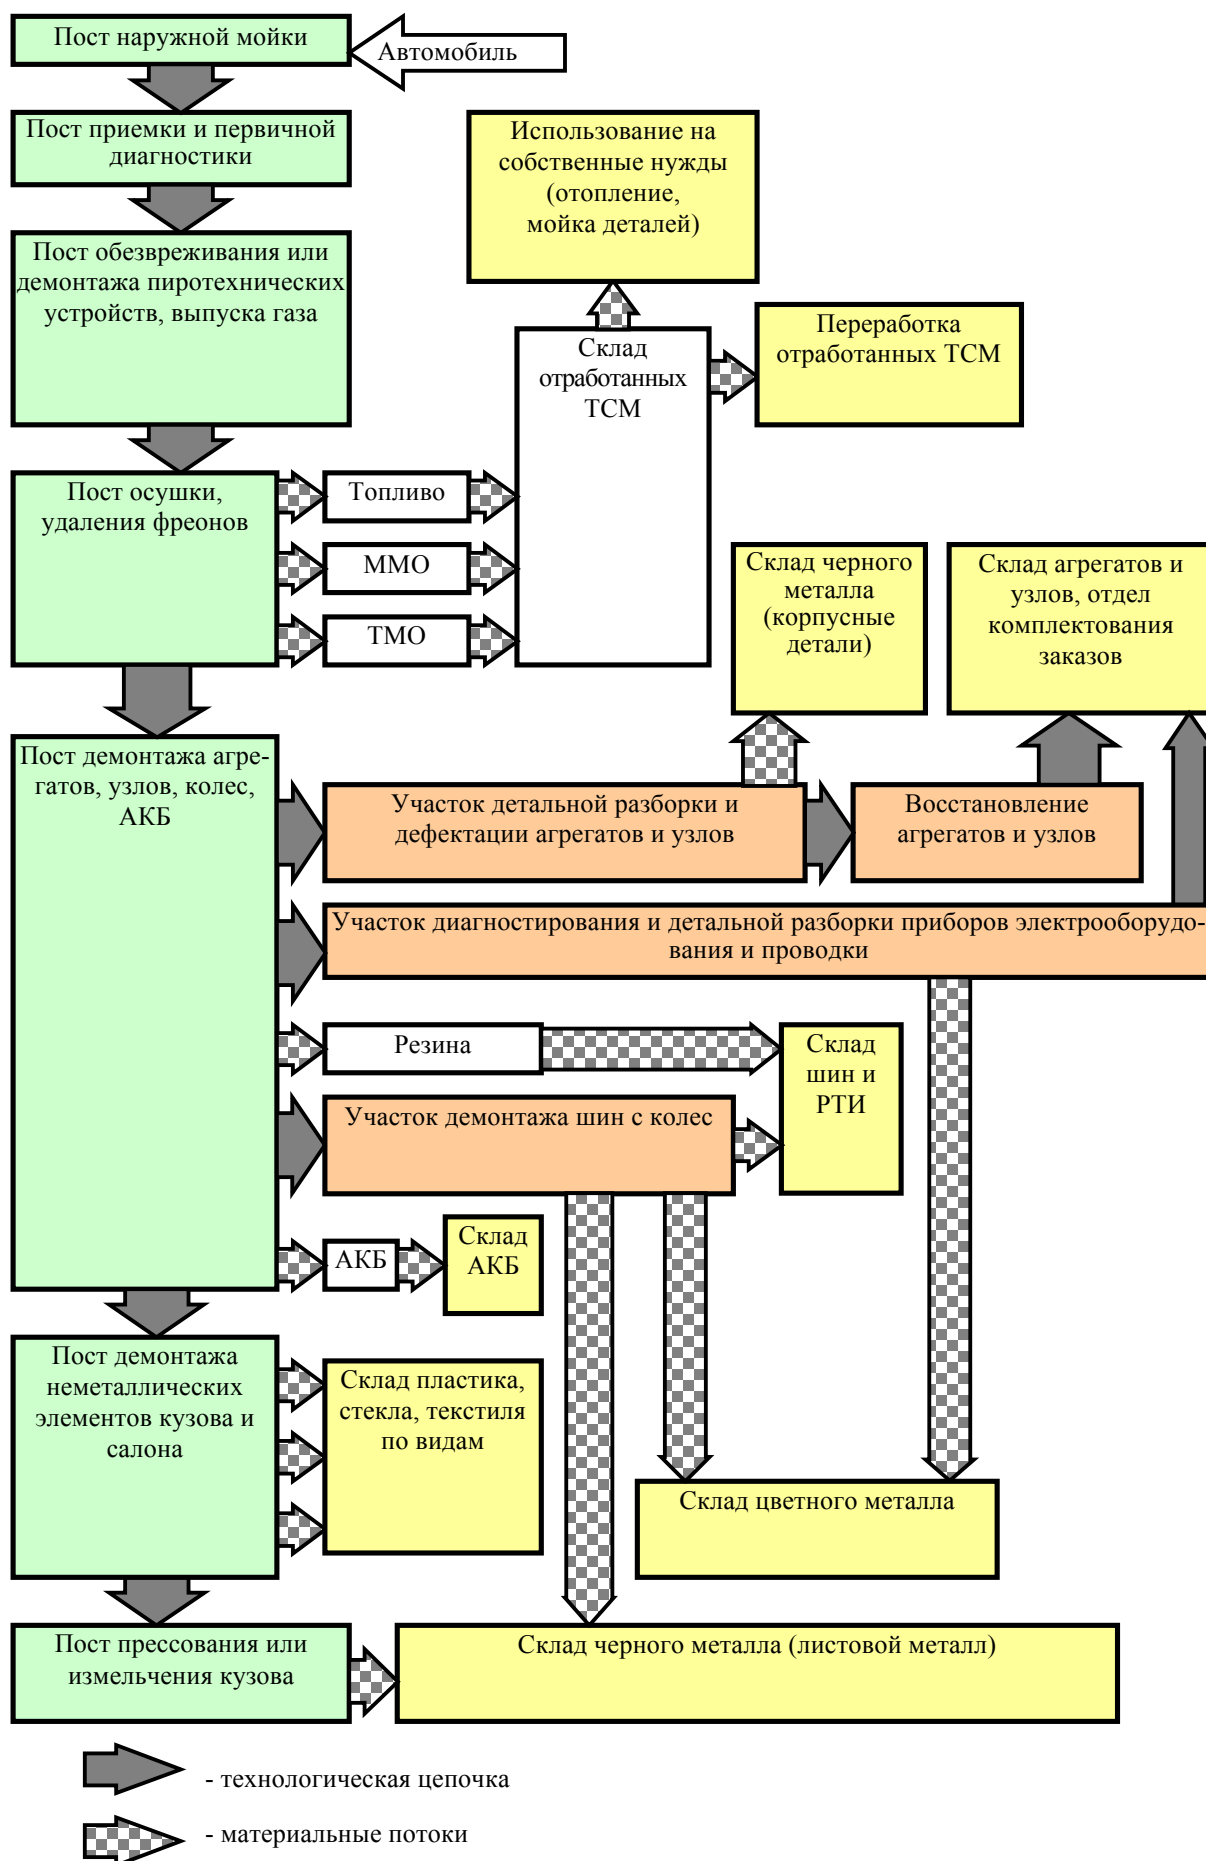 Пост наружной мойки
Автомобиль
Пост приемки и первичной
диагностики
Использование на
собственные нужды
(отопление,
мойка деталей)
Пост обезвреживания или
демонтажа пиротехнических
устройств, выпуска газа
Склад
отработанных
ТСМ
Переработка
отработанных ТСМ
Пост осушки,
удаления фреонов
Топливо
ММО
ТМО
Склад черного
металла
(корпусные
детали)
Склад агрегатов и
узлов, отдел
комплектования
заказов
Пост демонтажа агре-
гатов, узлов, колес,
АКБ
Участок детальной разборки и
дефектации агрегатов и узлов
Восстановление
агрегатов и узлов
Участок диагностирования и детальной разборки приборов электрооборудо-
вания и проводки
Резина
Склад
шин и
РТИ
Участок демонтажа шин с колес
АКБ
Склад
АКБ
Пост демонтажа
неметаллических
элементов кузова и
салона
Склад пластика,
стекла, текстиля
по видам
Склад цветного металла
Пост прессования или
измельчения кузова
Склад черного металла (листовой металл)
- технологическая цепочка
- материальные потоки